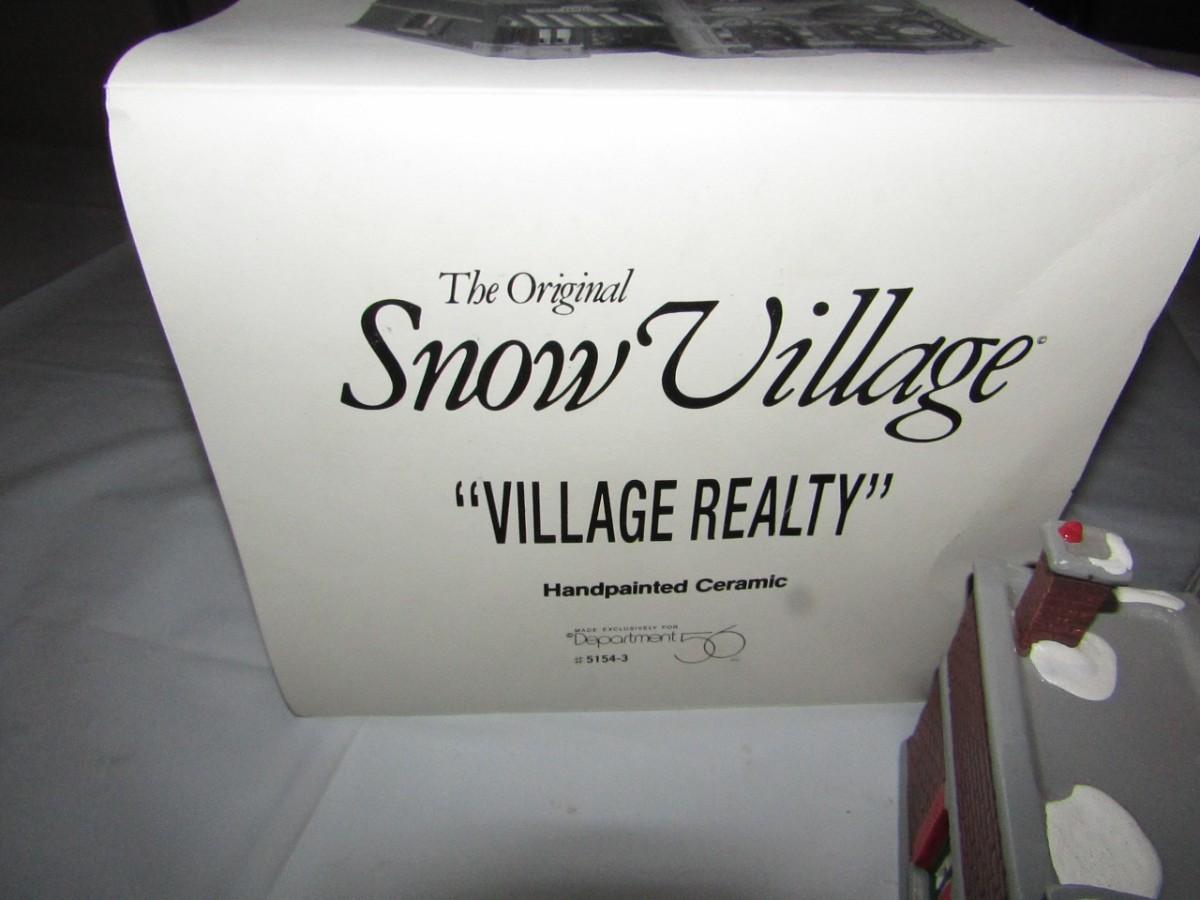 The Original
Snow Village©
“VILLAGE REALTY”
Handpainted Ceramic
MADE EXCLUSIVELY FOR
©Department 56
#5154-3